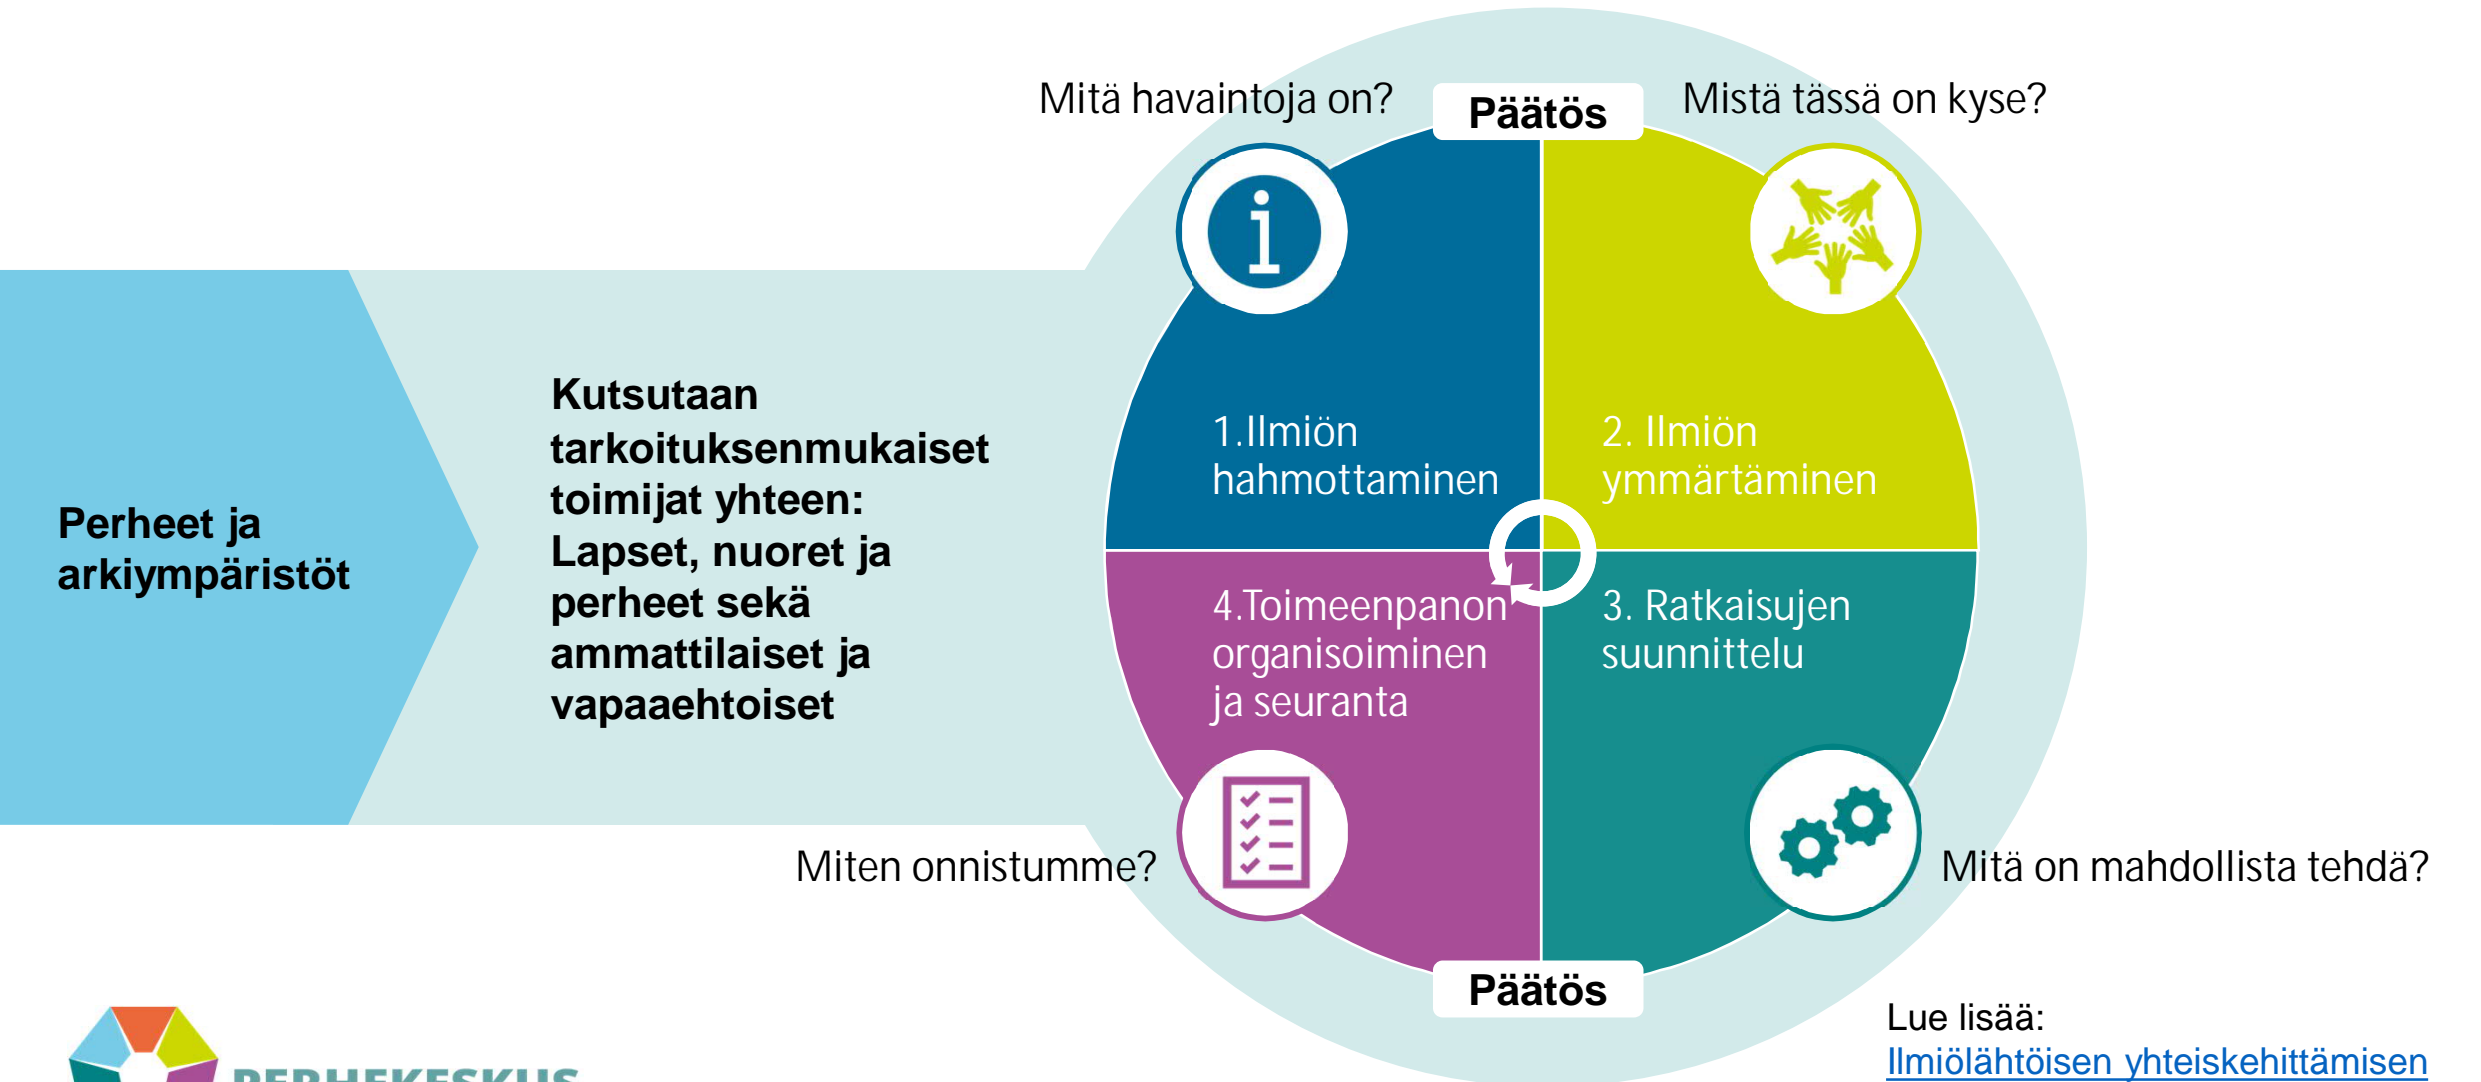 Mitä havaintoja on?
Päätös
Mistä tässä on kyse?
Perheet ja
arkiympäristöt
Kutsutaan
tarkoituksenmukaiset
toimijat yhteen:
Lapset, nuoret ja
perheet sekä
ammattilaiset ja
vapaaehtoiset
1.Ilmiön
hahmottaminen
2. Ilmiön
ymmärtäminen
4.Toimeenpanon
organisoiminen
ja seuranta
3. Ratkaisujen
suunnittelu
Miten onnistumme?
Mitä on mahdollista tehdä?
Päätös
Lue lisää:
Ilmiölähtöisen yhteiskehittämisen
PERHEKESKUS